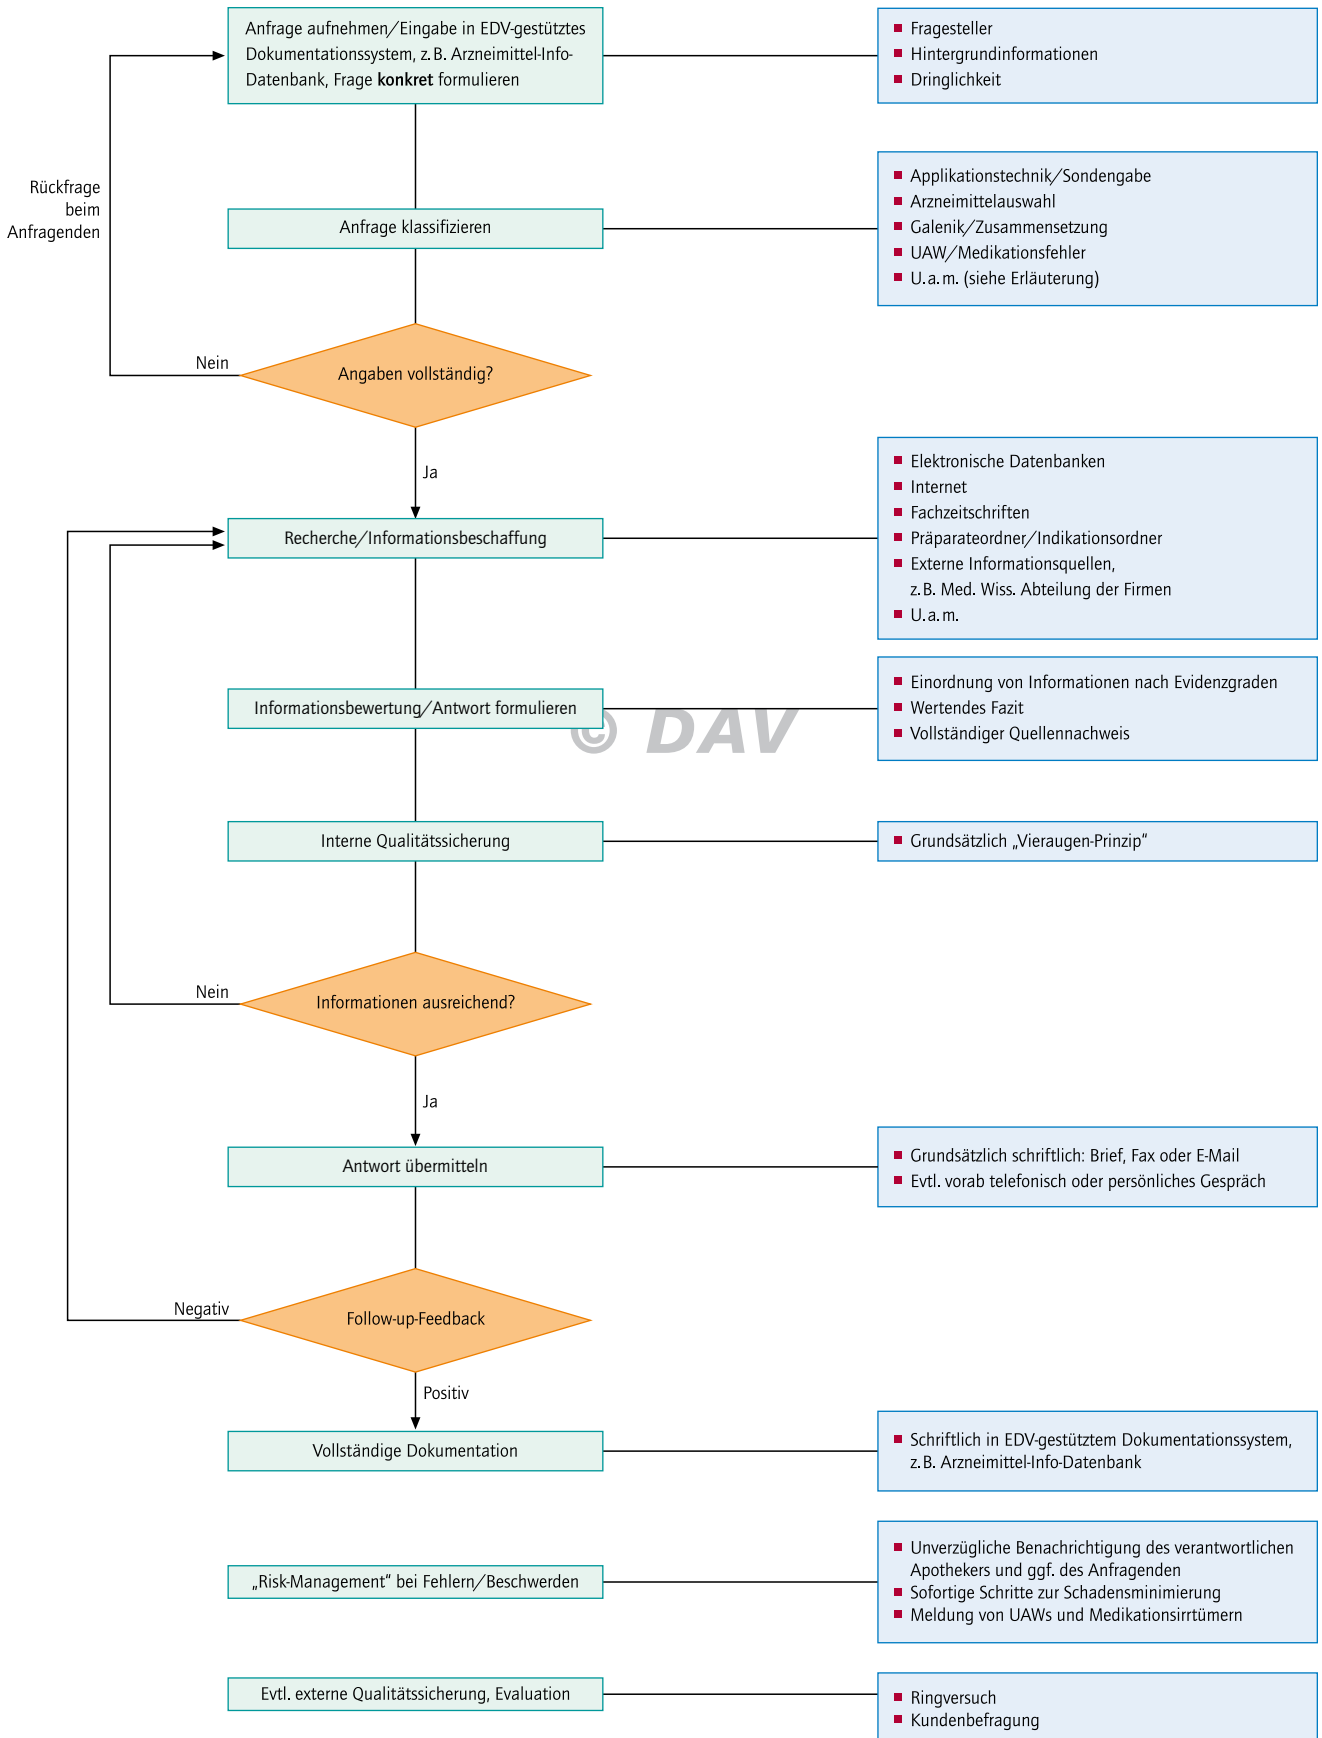 Anfrage aufnehmen/Eingabe in EDV-gestütztes
Dokumentationssystem, z. B. Arzneimittel-Info-
Datenbank, Frage konkret formulieren
Fragesteller
Hintergrundinformationen
Dringlichkeit
Rückfrage
beim
Anfragenden
Anfrage klassifizieren
Applikationstechnik/Sondengabe
Arzneimittelauswahl
Galenik/Zusammensetzung
UAW/Medikationsfehler
U. a. m. (siehe Erläuterung)
Nein
Angaben vollständig?
Ja
Recherche/Informationsbeschaffung
Elektronische Datenbanken
Internet
Fachzeitschriften
Präparateordner/Indikationsordner
Externe Informationsquellen,
z. B. Med. Wiss. Abteilung der Firmen
U. a. m.
Informationsbewertung/Antwort formulieren
Einordnung von Informationen nach Evidenzgraden
Wertendes Fazit
Vollständiger Quellennachweis
© DAV
Interne Qualitätssicherung
Grundsätzlich „Vieraugen-Prinzip“
Nein
Informationen ausreichend?
Ja
Antwort übermitteln
Grundsätzlich schriftlich: Brief, Fax oder E-Mail
Evtl. vorab telefonisch oder persönliches Gespräch
Negativ
Follow-up-Feedback
Positiv
Vollständige Dokumentation
Schriftlich in EDV-gestütztem Dokumentationssystem,
z. B. Arzneimittel-Info-Datenbank
„Risk-Management“ bei Fehlern/Beschwerden
Unverzügliche Benachrichtigung des verantwortlichen
Apothekers und ggf. des Anfragenden
Sofortige Schritte zur Schadensminimierung
Meldung von UAWs und Medikationsirrtümern
Evtl. externe Qualitätssicherung, Evaluation
Ringversuch
Kundenbefragung